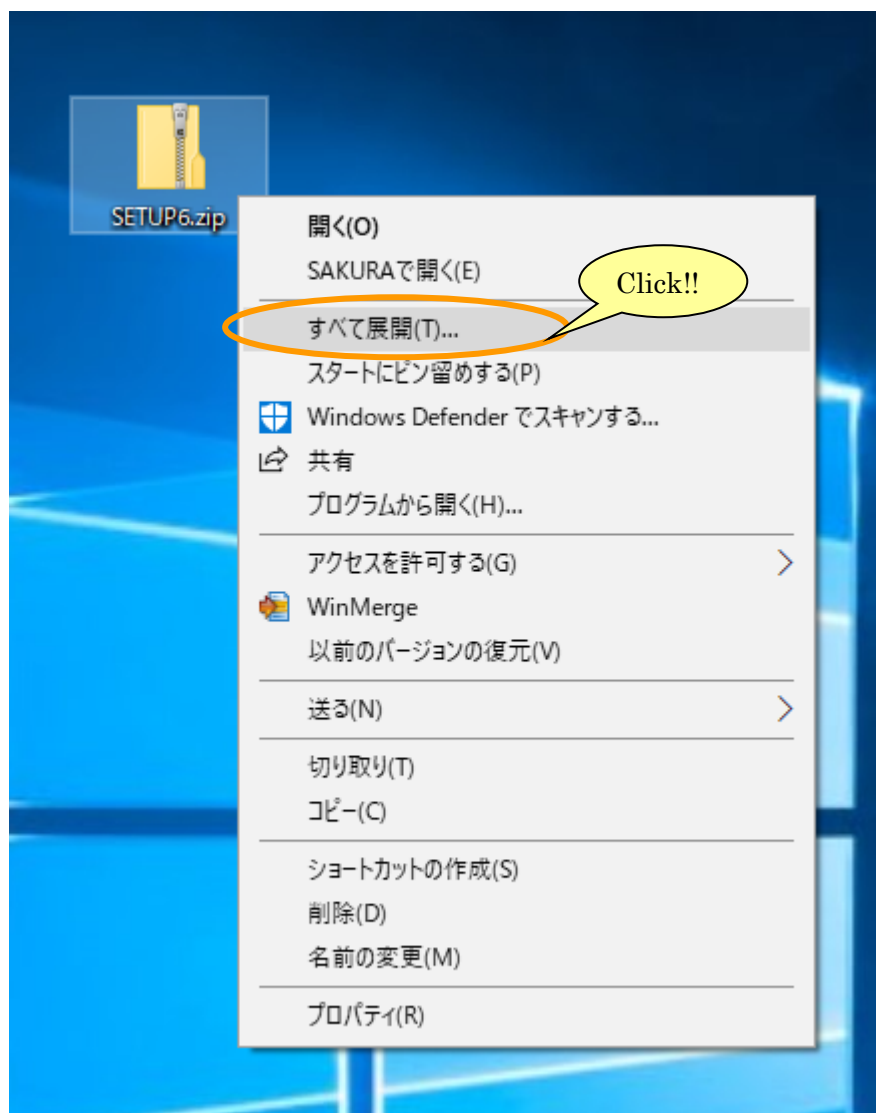 SETUP6.zip
開く(O)
SAKURAで開く(E)
Click!!
すべて展開(T)...
スタートにピン留めする(P)
Windows Defender でスキャンする...
共有
プログラムから開く(H)...
アクセスを許可する(G)
WinMerge
以前のバージョンの復元(V)
送る(N)
切り取り(T)
コピー(C)
ショートカットの作成(S)
削除(D)
名前の変更(M)
プロパティ(R)